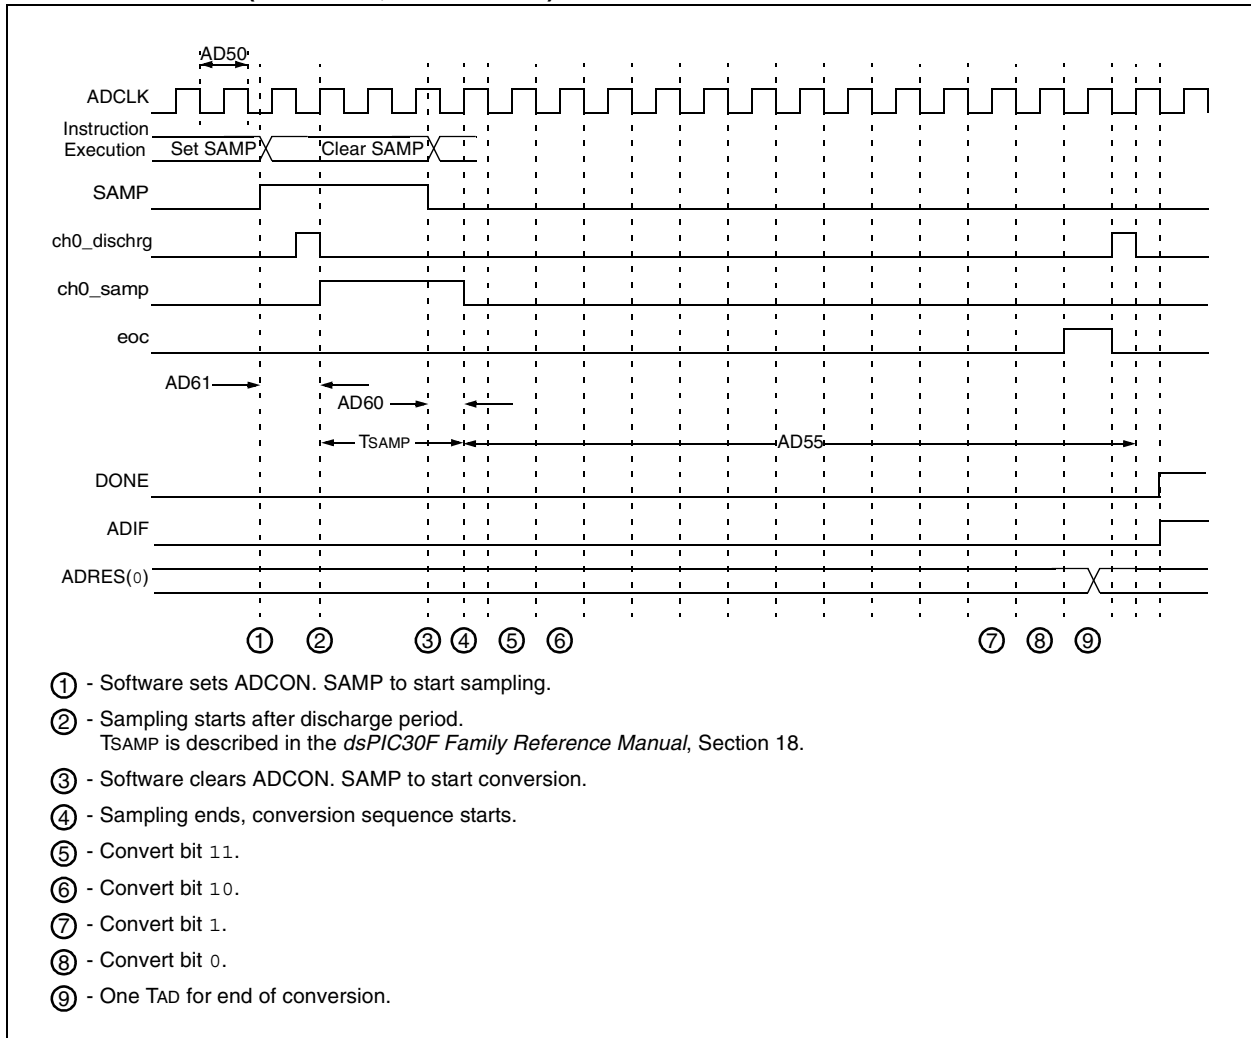 AD50
ADCLK
Instruction
Execution
Set SAMP
Clear SAMP
SAMP
ch0_dischrg
ch0_samp
eoc
AD61
AD60
TSAMP
AD55
DONE
ADIF
ADRES(0)
1 2 3 4 5 6 7 8 9
1 - Software sets ADCON. SAMP to start sampling.
2 - Sampling starts after discharge period.
TSAMP is described in the dsPIC30F Family Reference Manual, Section 18.
3 - Software clears ADCON. SAMP to start conversion.
4 - Sampling ends, conversion sequence starts.
5 - Convert bit 11.
6 - Convert bit 10.
7 - Convert bit 1.
8 - Convert bit 0.
9 - One TAD for end of conversion.